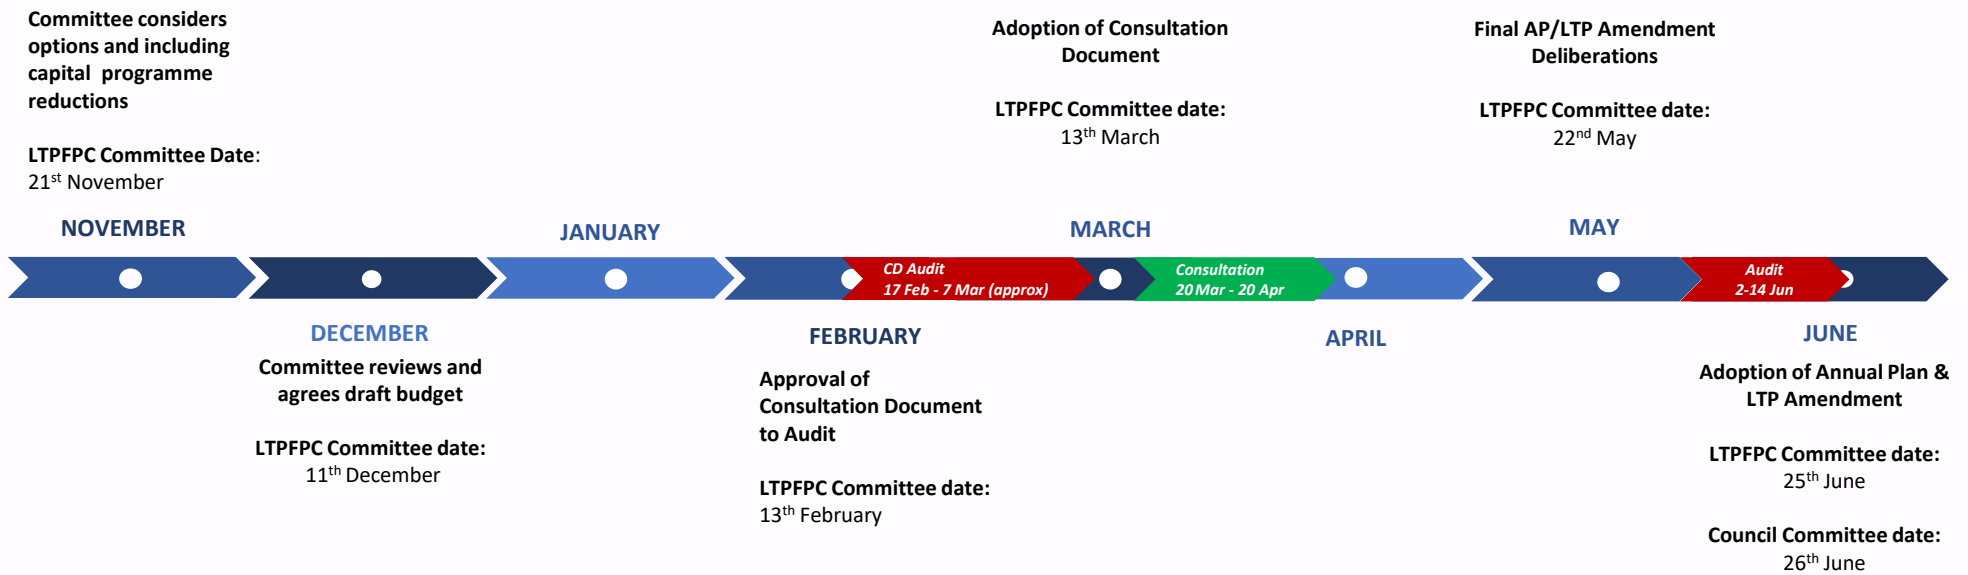 Committee considers
options and including
capital programme
reductions
LTPFPC Committee Date:
21st November
Adoption of Consultation
Document
LTPFPC Committee date:
13th March
Final AP/LTP Amendment
Deliberations
LTPFPC Committee date:
22nd May
NOVEMBER
JANUARY
MARCH
MAY
CD Audit
17 Feb - 7 Mar (approx)
Consultation
20 Mar - 20 Apr
Audit
2-14 Jun
DECEMBER
Committee reviews and
agrees draft budget
LTPFPC Committee date:
11th December
FEBRUARY
Approval of
Consultation Document
to Audit
LTPFPC Committee date:
13th February
APRIL
JUNE
Adoption of Annual Plan &
LTP Amendment
LTPFPC Committee date:
25th June
Council Committee date:
26th June